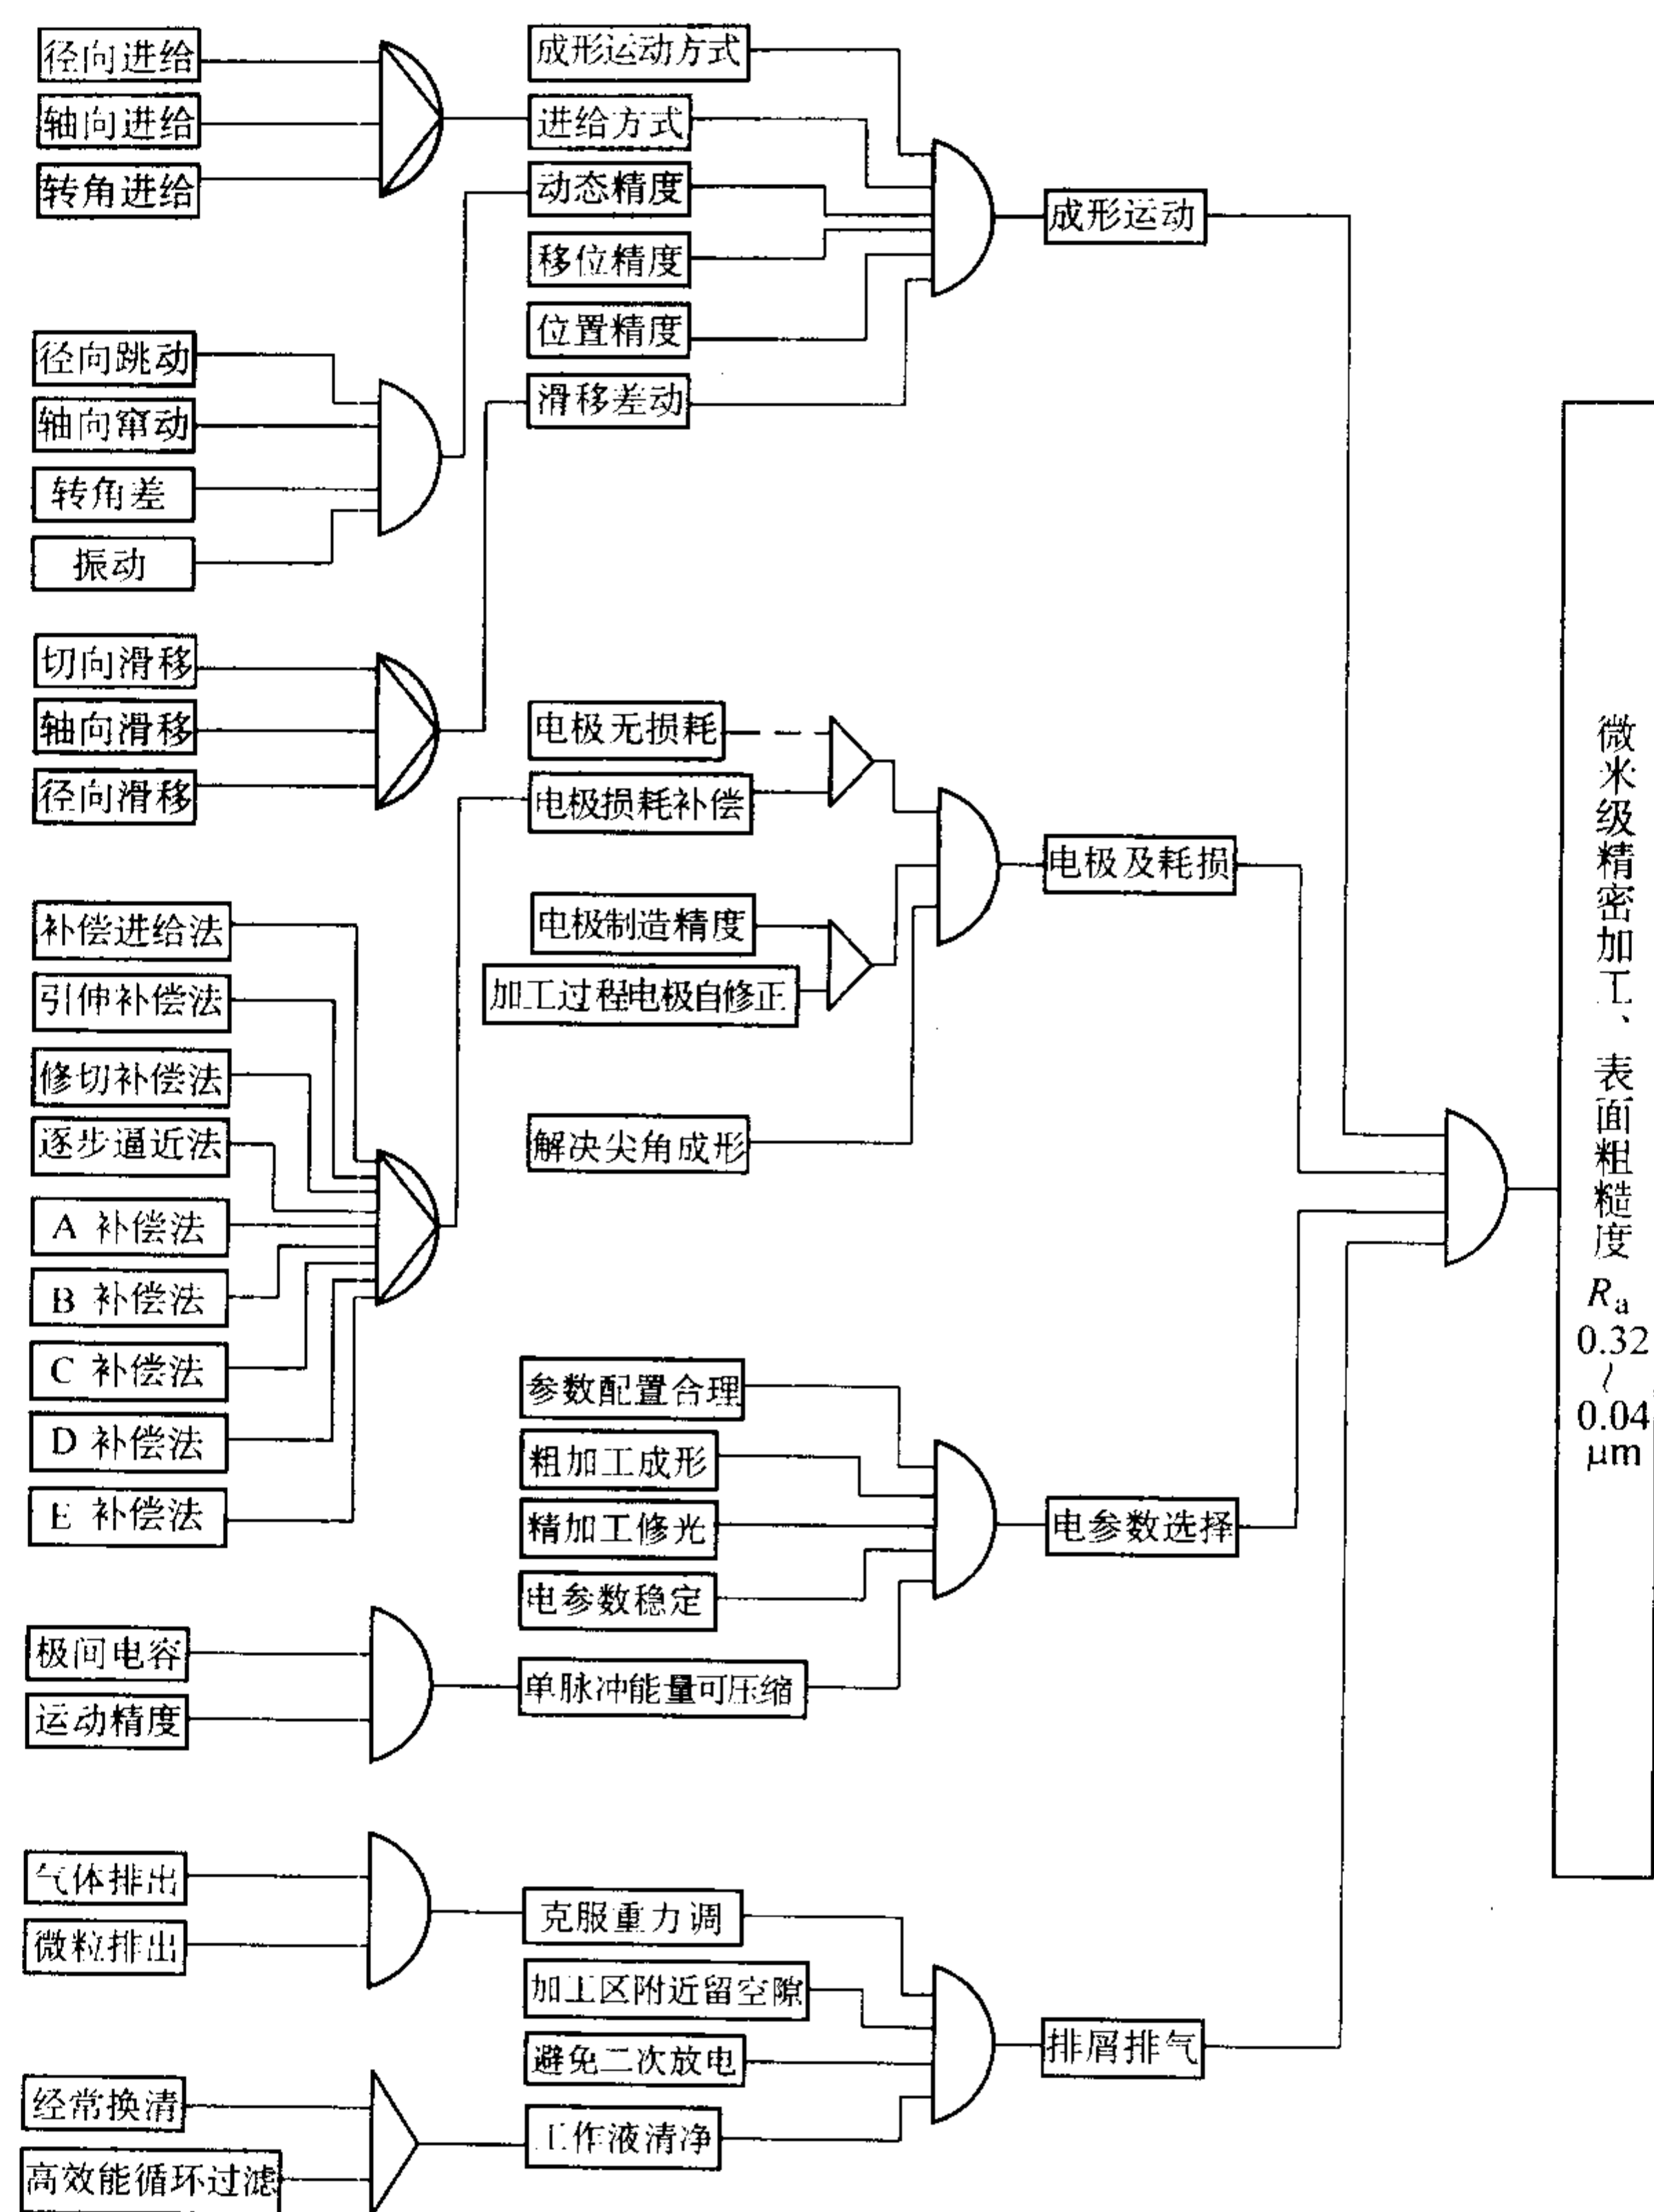 径向进给
轴向进给
转角进给
径向跳动
轴向窜动
转角差
振动
切向滑移
轴向滑移
径向滑移
补偿进给法
引伸补偿法
修切补偿法
逐步逼近法
A 补偿法
B 补偿法
C 补偿法
D 补偿法
E 补偿法
极间电容
运动精度
气体排出
微粒排出
经常换清
高效能循环过滤
成形运动方式
进给方式
动态精度
移位精度
位置精度
滑移差动
电极无损耗
电极损耗补偿
电极制造精度
加工过程电极自修正
解决尖角成形
参数配置合理
粗加工成形
精加工修光
电参数稳定
单脉冲能量可压缩
克服重力调
加工区附近留空隙
避免二次放电
工作液清净
成形运动
电极及耗损
电参数选择
排屑排气
微米级精密加工、表面粗糙度
Ra
0.32
~
0.04
μm